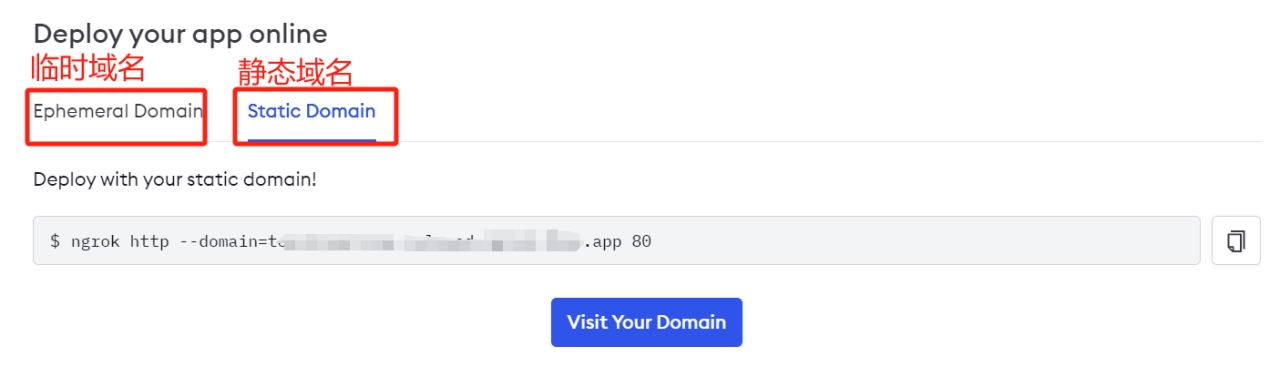 Deploy your app online
临时域名 静态域名
Ephemeral Domain Static Domain
Deploy with your static domain!
$ ngrok http --domain=t .app 80
Visit Your Domain